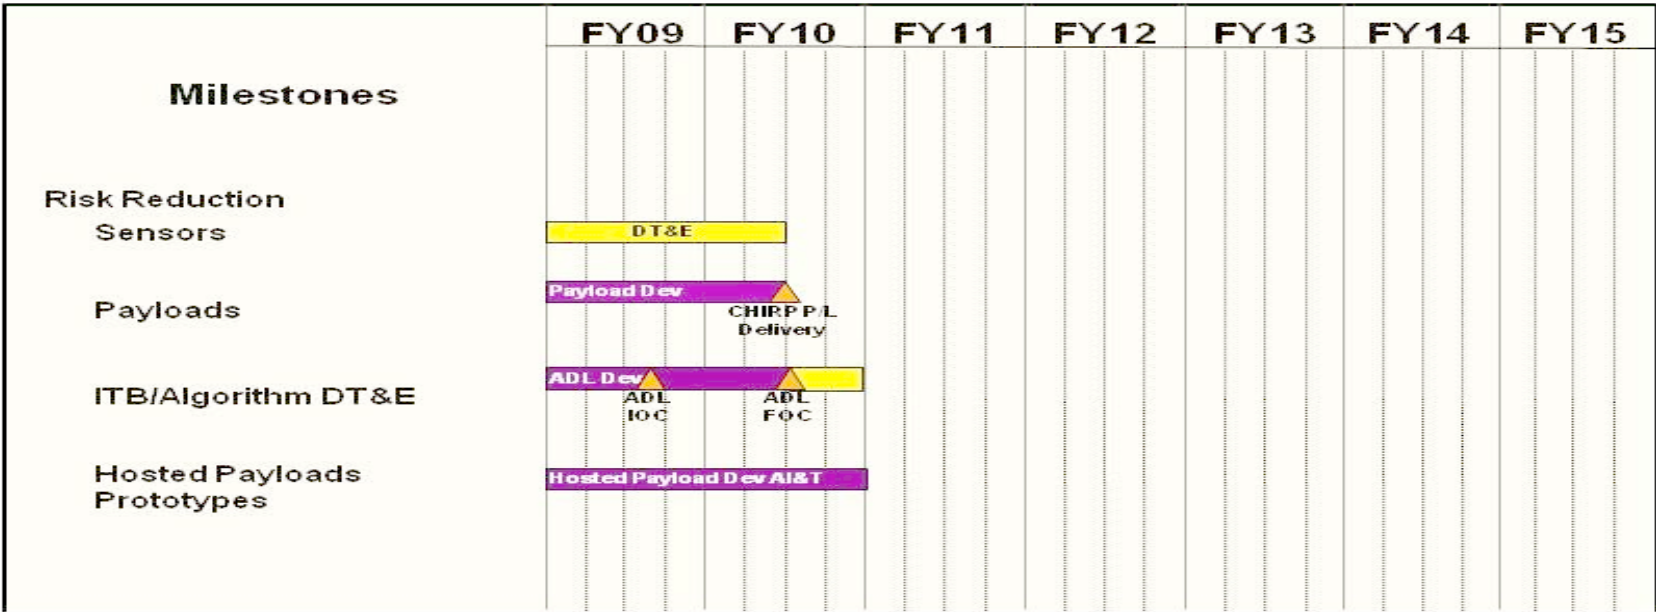 FY09 FY10 FY11 FY12 FY13 FY14 FY15
Milestones
Risk Reduction
Sensors
DT&E
Payload Dev
Payloads
CHIRP P/L
Delivery
ADL Dev
ITB/Algorithm DT&E
ADL
IOC
ADL
FOC
Hosted Payloads
Prototypes
Hosted Payload Dev AI&T